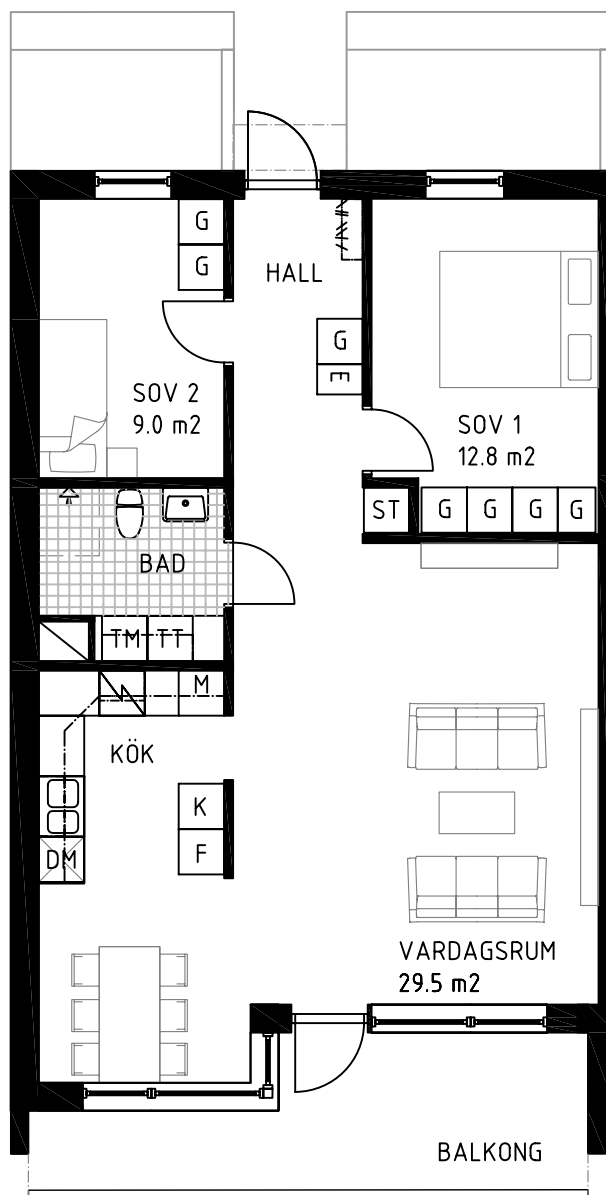 G
G
HALL
G
E
SOV 2
9.0 m2
SOV 1
12.8 m2
ST
G
G
G
G
BAD
TM
TT
M
KÖK
K
F
DM
VARDAGSRUM
29.5 m2
BALKONG